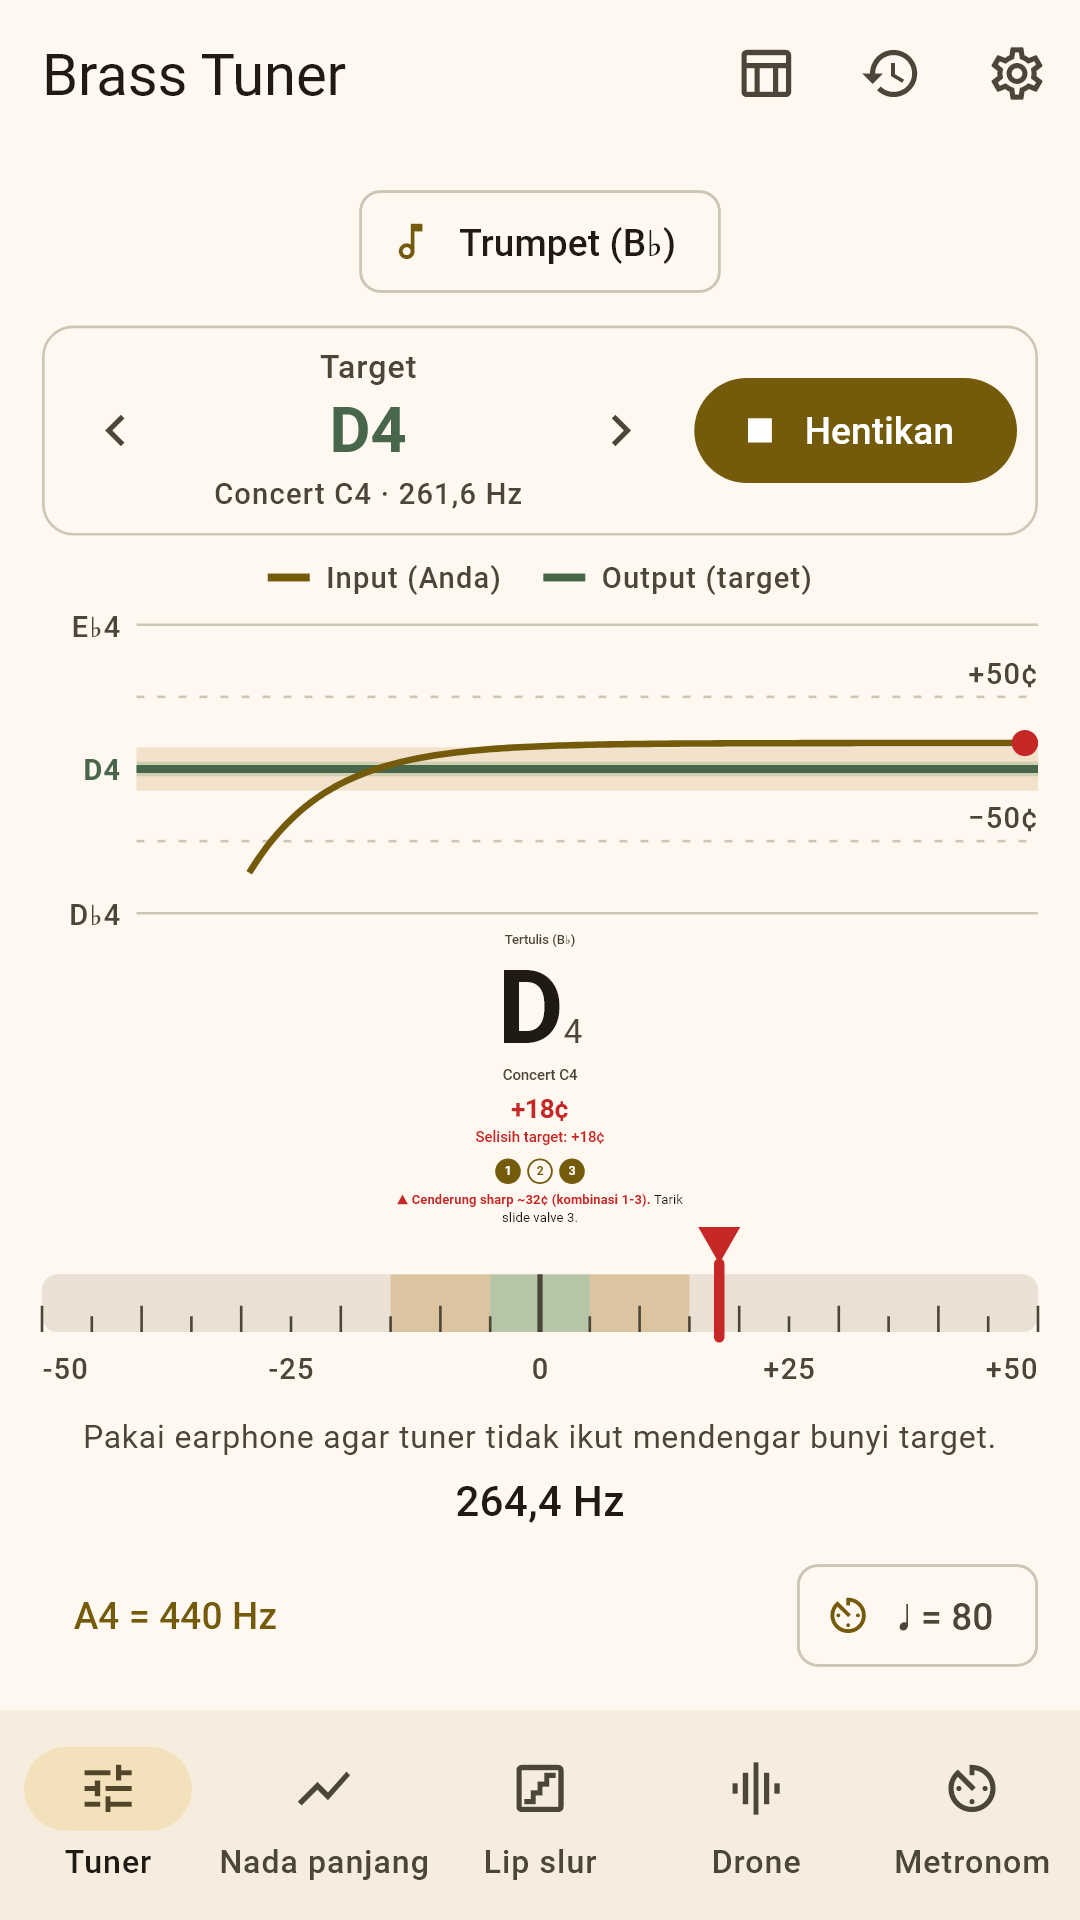 Brass Tuner
Trumpet (B♭)
Target
D4
Concert C4 · 261,6 Hz
Hentikan
Input (Anda)
Output (target)
E♭4
+50¢
D4
−50¢
D♭4
Tertulis (B♭)
D4
Concert C4
+18¢
Selisih target: +18¢
1 2 3
▲ Cenderung sharp ~32¢ (kombinasi 1-3). Tarik
slide valve 3.
-50 -25 0 +25 +50
Pakai earphone agar tuner tidak ikut mendengar bunyi target.
264,4 Hz
A4 = 440 Hz
♩ = 80
Tuner
Nada panjang
Lip slur
Drone
Metronom